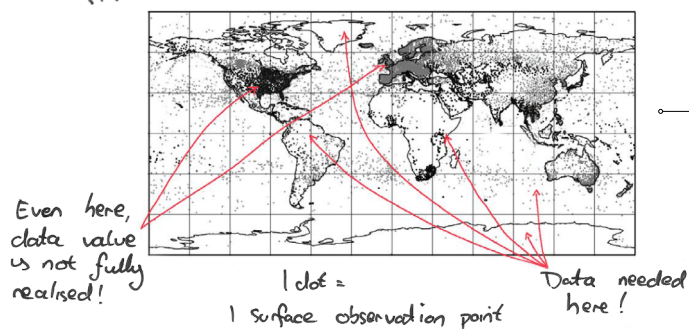 Even here,
data value
is not fully
realised!
1 dot =
1 surface observation point
Data needed
here!